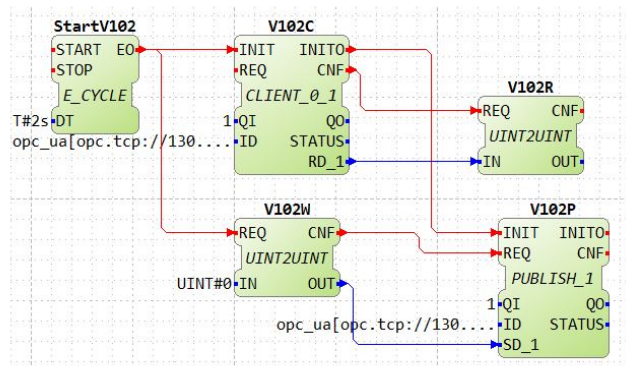 StartV102 V102C
START EO INIT INITO
STOP REQ CNF
E_CYCLE CLIENT_0_1 V102R
T#2s DT 1 QI QO REQ CNF
opc_ua[opc.tcp://130.... ID STATUS UINT2UINT
RD_1 IN OUT
V102W V102P
REQ CNF INIT INITO
UINT2UINT REQ CNF
UINT#0 IN OUT PUBLISH_1
1 QI QO
opc_ua[opc.tcp://130.... ID STATUS
SD_1